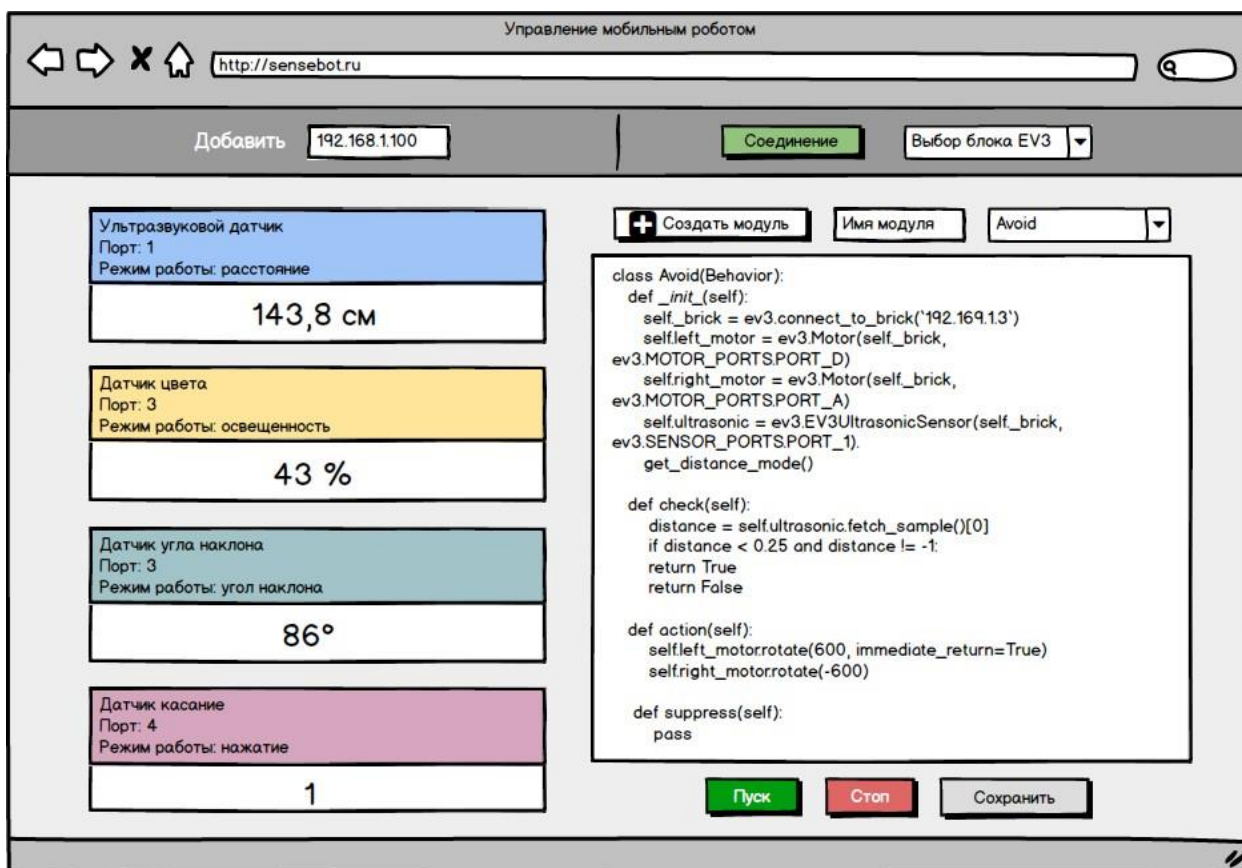 Управление мобильным роботом
http://sensebot.ru
Добавить 192.168.1.100 Соединение Выбор блока EV3
Ультразвуковой датчик
Порт: 1
Режим работы: расстояние
143,8 см
Датчик цвета
Порт: 3
Режим работы: освещенность
43 %
Датчик угла наклона
Порт: 3
Режим работы: угол наклона
86°
Датчик касание
Порт: 4
Режим работы: нажатие
1
Создать модуль Имя модуля Avoid
class Avoid(Behavior):
def _init_(self):
self._brick = ev3.connect_to_brick(`192.169.1.3`)
self.left_motor = ev3.Motor(self._brick,
ev3.MOTOR_PORTS.PORT_D)
self.right_motor = ev3.Motor(self._brick,
ev3.MOTOR_PORTS.PORT_A)
self.ultrasonic = ev3.EV3UltrasonicSensor(self._brick,
ev3.SENSOR_PORTS.PORT_1).
get_distance_mode()
def check(self):
distance = self.ultrasonic.fetch_sample()[0]
if distance < 0.25 and distance != -1:
return True
return False
def action(self):
self.left_motor.rotate(600, immediate_return=True)
self.right_motor.rotate(-600)
def suppress(self):
pass
Пуск Стоп Сохранить